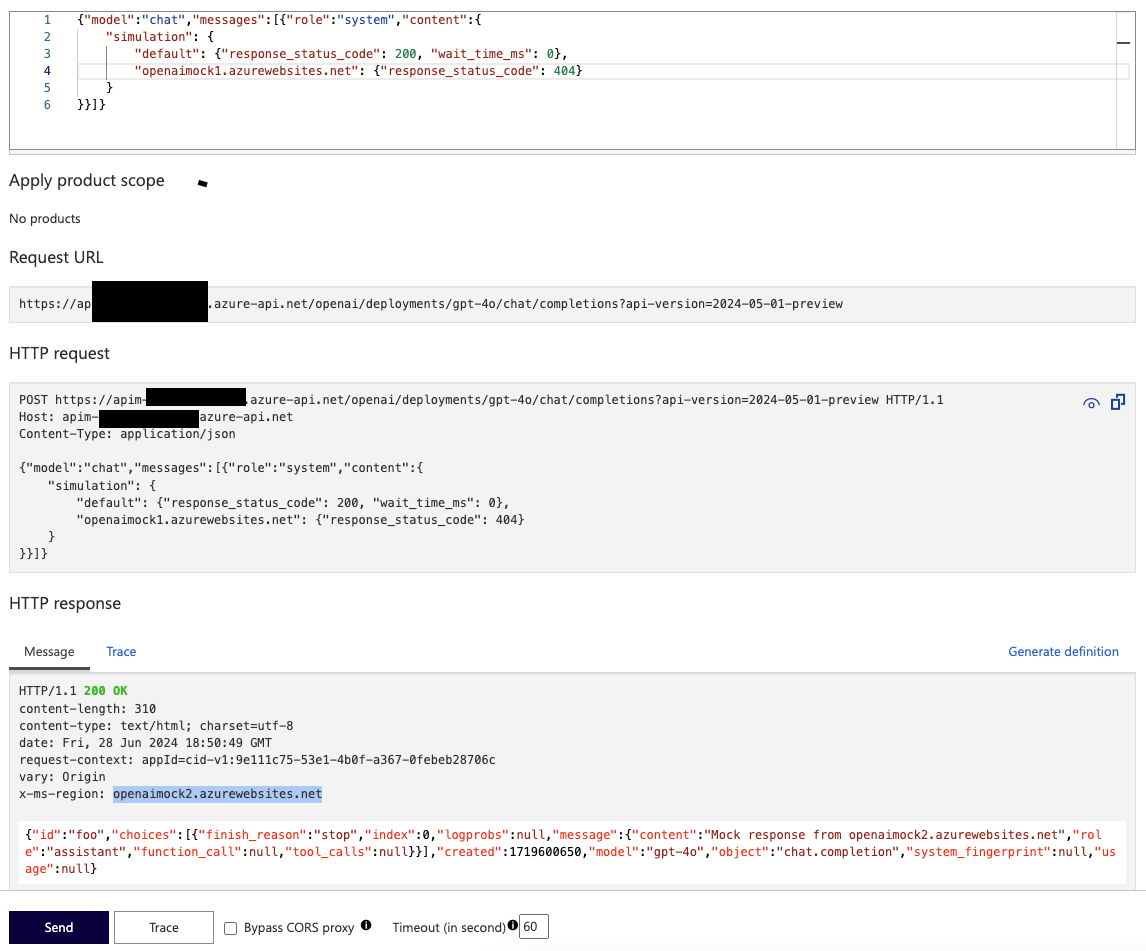 1 {"model":"chat","messages":[{"role":"system","content":{
2 "simulation": {
3 "default": {"response_status_code": 200, "wait_time_ms": 0},
4 "openaimock1.azurewebsites.net": {"response_status_code": 404}
5 }
6 }}]}
Apply product scope
No products
Request URL
https://ap .azure-api.net/openai/deployments/gpt-4o/chat/completions?api-version=2024-05-01-preview
HTTP request
POST https://apim- .azure-api.net/openai/deployments/gpt-4o/chat/completions?api-version=2024-05-01-preview HTTP/1.1
Host: apim- azure-api.net
Content-Type: application/json
{"model":"chat","messages":[{"role":"system","content":{
"simulation": {
"default": {"response_status_code": 200, "wait_time_ms": 0},
"openaimock1.azurewebsites.net": {"response_status_code": 404}
}
}}]}
HTTP response
Message Trace Generate definition
HTTP/1.1 200 OK
content-length: 310
content-type: text/html; charset=utf-8
date: Fri, 28 Jun 2024 18:50:49 GMT
request-context: appId=cid-v1:9e111c75-53e1-4b0f-a367-0febeb28706c
vary: Origin
x-ms-region: openaimock2.azurewebsites.net
{"id":"foo","choices":[{"finish_reason":"stop","index":0,"logprobs":null,"message":{"content":"Mock response from openaimock2.azurewebsites.net","rol
e":"assistant","function_call":null,"tool_calls":null}}],"created":1719600650,"model":"gpt-4o","object":"chat.completion","system_fingerprint":null,"us
age":null}
Send Trace Bypass CORS proxy Timeout (in second) 60